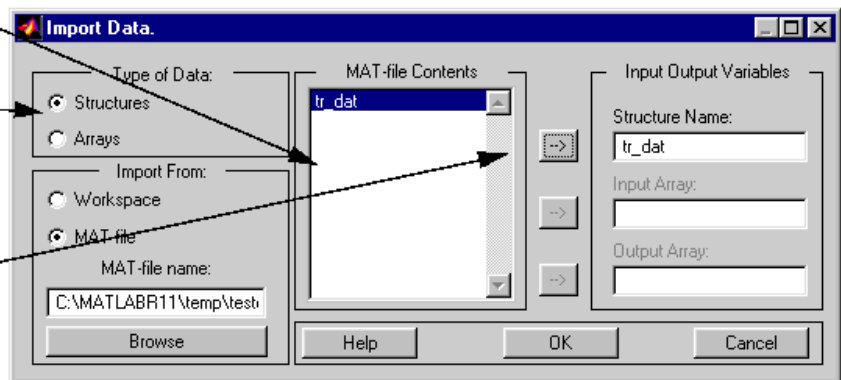 Import Data.
Type of Data:
Structures
Arrays
Import From:
Workspace
MAT-file
MAT-file name:
C:\MATLABR11\temp\test
Browse
MAT-file Contents
tr_dat
-->
-->
-->
Input Output Variables
Structure Name:
tr_dat
Input Array:
Output Array:
Help
OK
Cancel